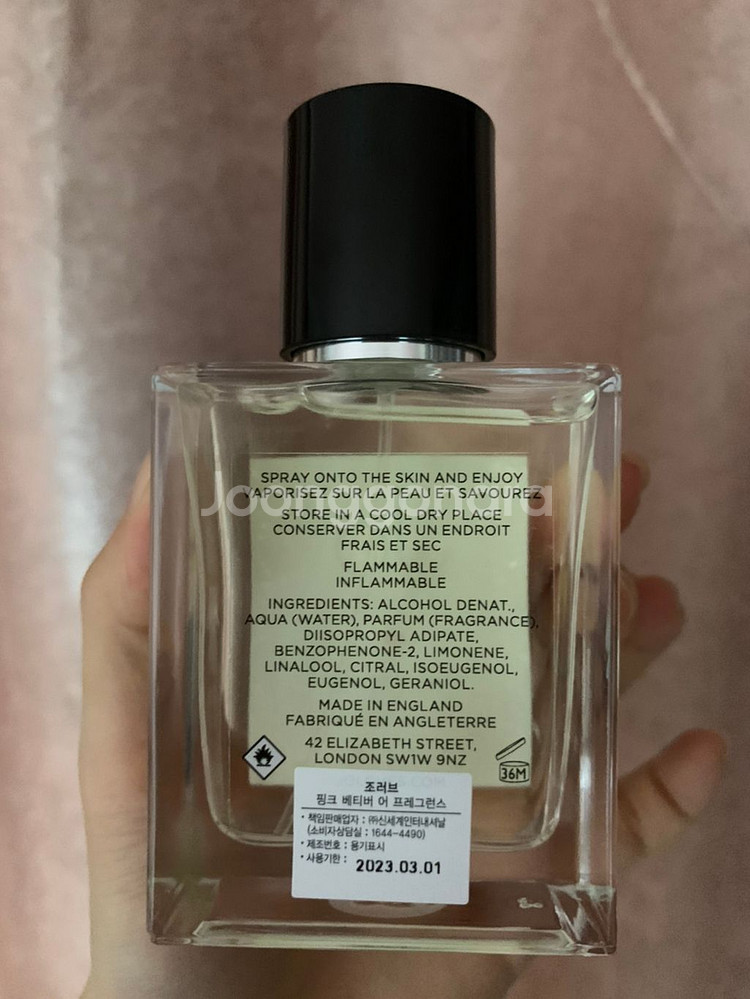 SPRAY ONTO THE SKIN AND ENJOY
VAPORISEZ SUR LA PEAU ET SAVOUREZ
Joonggonara
STORE IN A COOL DRY PLACE
CONSERVER DANS UN ENDROIT
FRAIS ET SEC
FLAMMABLE
INFLAMMABLE
INGREDIENTS: ALCOHOL DENAT.,
AQUA (WATER), PARFUM (FRAGRANCE),
DIISOPROPYL ADIPATE,
BENZOPHENONE-2, LIMONENE,
LINALOOL, CITRAL, ISOEUGENOL,
EUGENOL, GERANIOL.
MADE IN ENGLAND
FABRIQUÉ EN ANGLETERRE
42 ELIZABETH STREET,
LONDON SW1W 9NZ
36M
조러브
핑크 베티버 어 프레그런스
· 책임판매업자 : ㈜신세계인터내셔날
(소비자상담실 : 1644-4490)
· 제조번호 : 용기표시
· 사용기한 : 2023.03.01